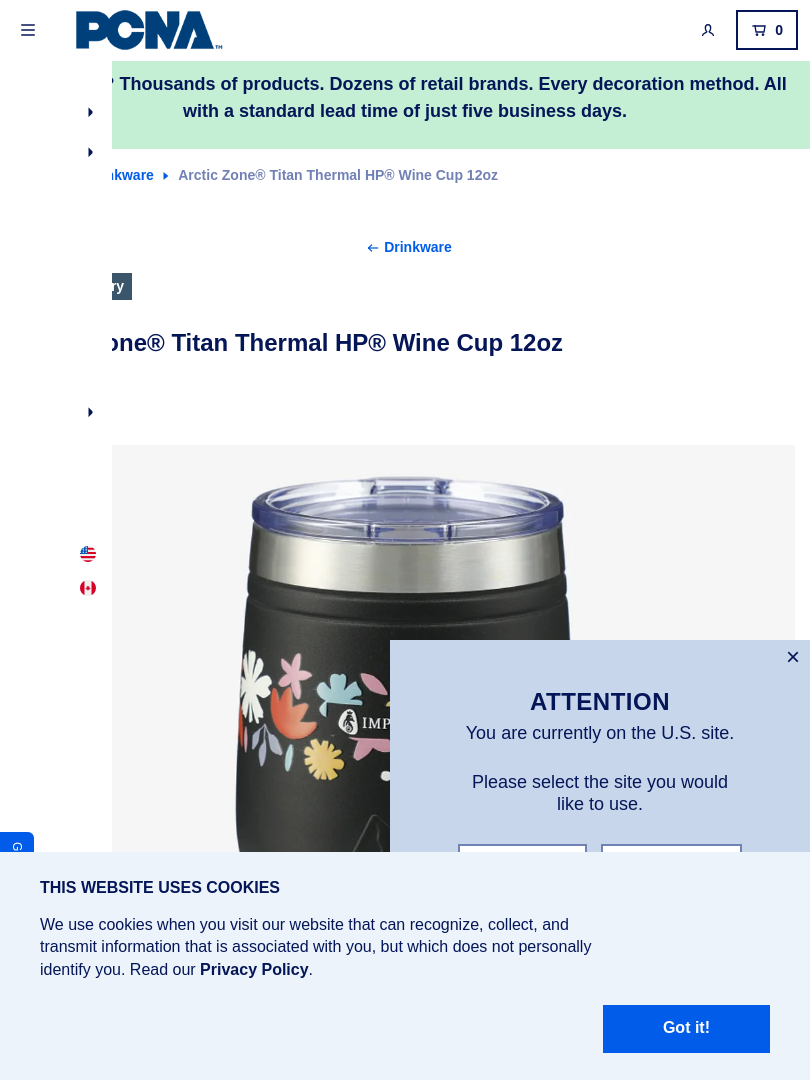 PCNA™
0
Thousands of products. Dozens of retail brands. Every decoration method. All
with a standard lead time of just five business days.
nkware
Arctic Zone® Titan Thermal HP® Wine Cup 12oz
Drinkware
ry
one® Titan Thermal HP® Wine Cup 12oz
IMP
ATTENTION
You are currently on the U.S. site.
Please select the site you would
like to use.
G
THIS WEBSITE USES COOKIES
We use cookies when you visit our website that can recognize, collect, and
transmit information that is associated with you, but which does not personally
identify you. Read our Privacy Policy.
Got it!